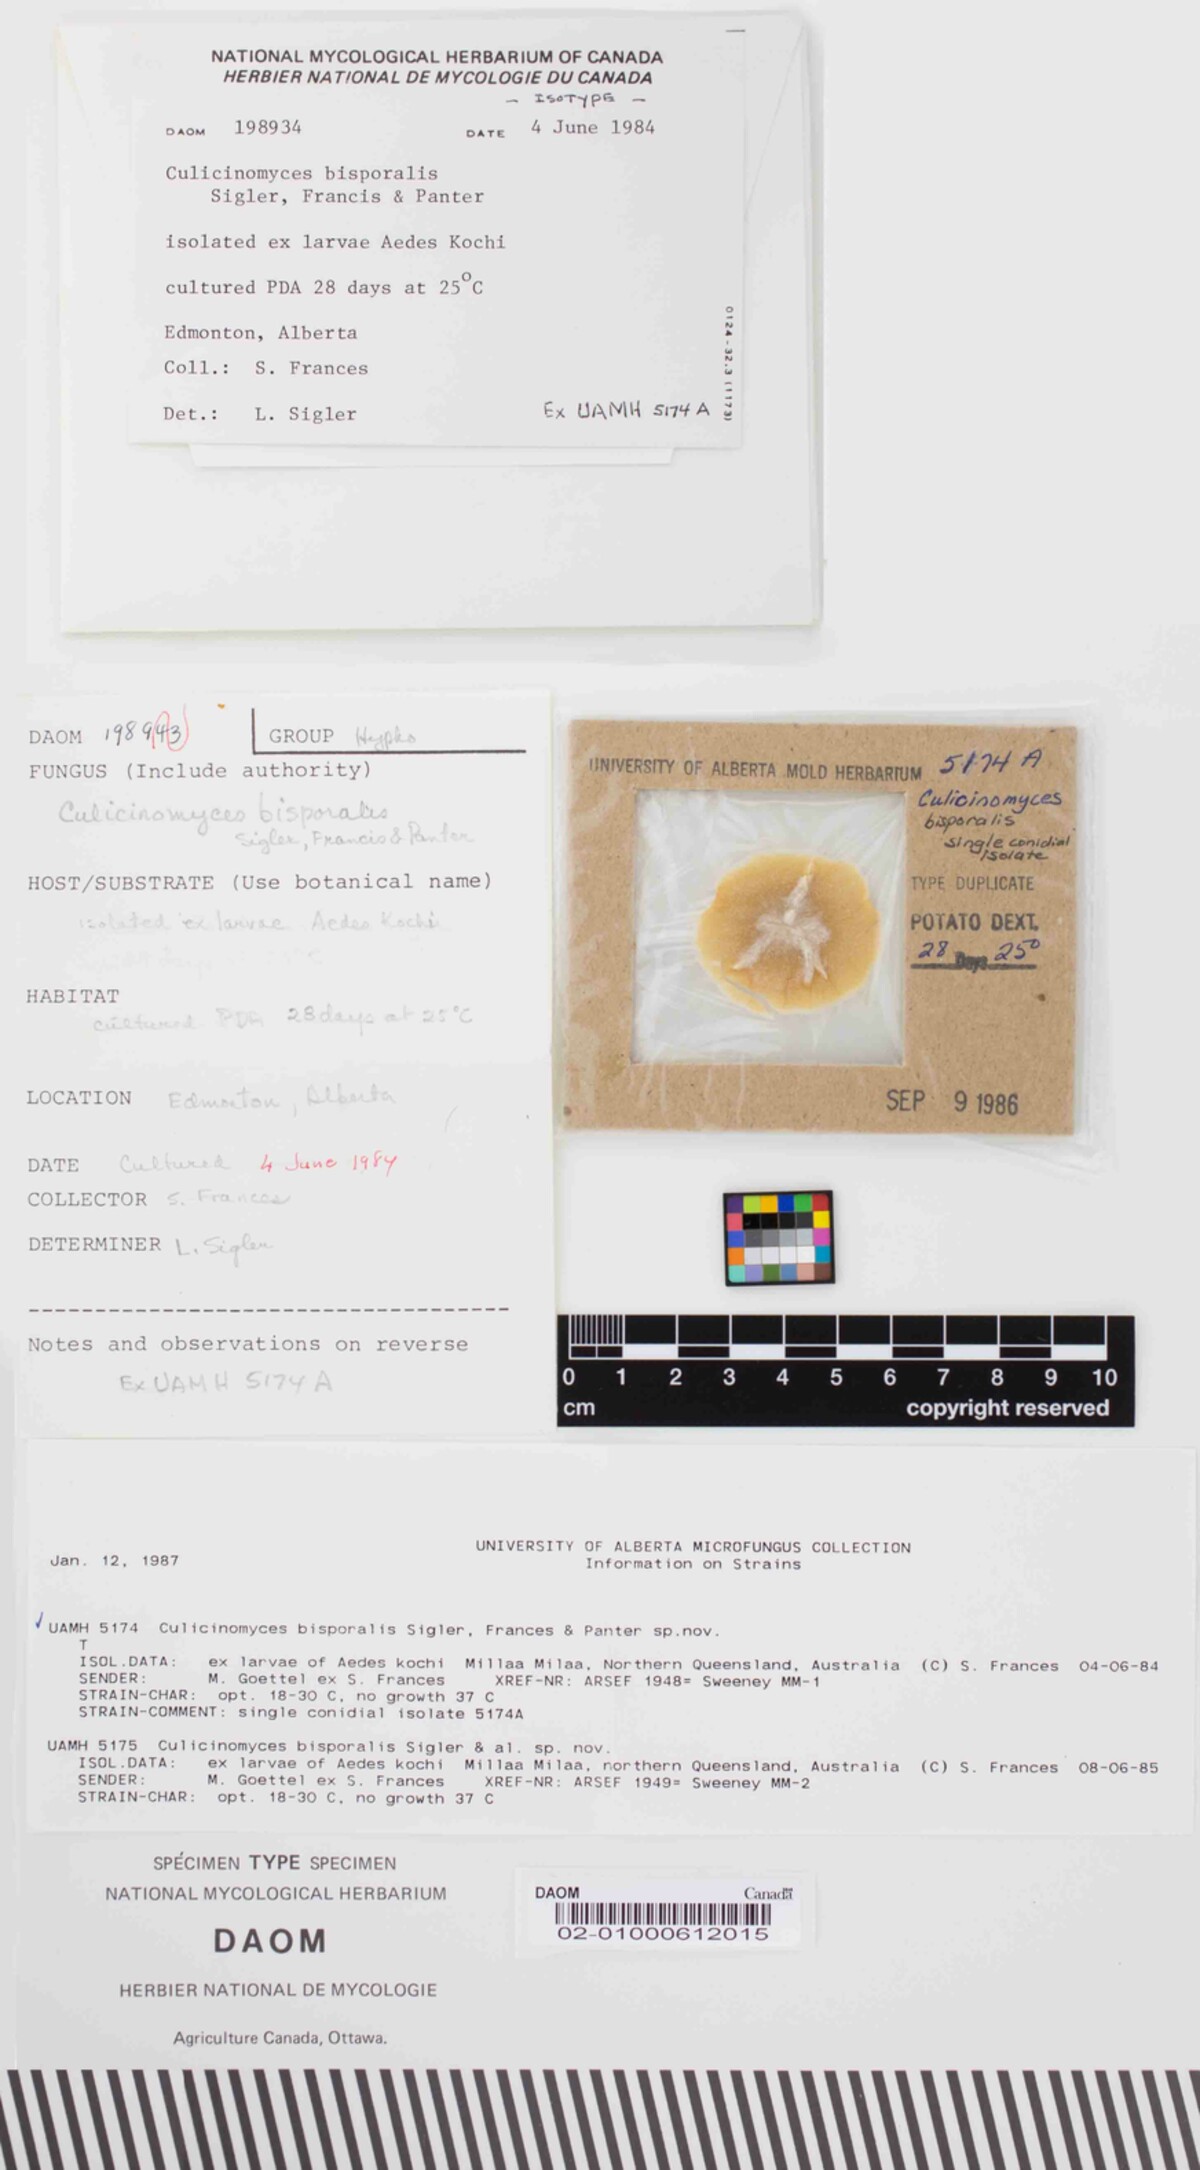 NATIONAL MYCOLOGICAL HERBARIUM OF CANADA
HERBIER NATIONAL DE MYCOLOGIE DU CANADA
- ISOTYPE -
DAOM 198934 DATE 4 June 1984
Culicinomyces bisporalis
Sigler, Francis & Panter
isolated ex larvae Aedes Kochi
cultured PDA 28 days at 25°C
Edmonton, Alberta
Coll.: S. Frances
Det.: L. Sigler
Ex UAMH 5174 A
0124-32.3 (1173)
DAOM 198943 GROUP Hypho
FUNGUS (Include authority)
Culicinomyces bisporalis
Sigler, Francis & Panter
HOST/SUBSTRATE (Use botanical name)
isolated ex larvae Aedes Kochi
HABITAT
cultured PDA 28 days at 25°C
LOCATION Edmonton, Alberta
DATE Cultured 4 June 1984
COLLECTOR S. Frances
DETERMINER L. Sigler
Notes and observations on reverse
Ex UAMH 5174 A
UNIVERSITY OF ALBERTA MOLD HERBARIUM 5174 A
Culicinomyces
bisporalis
single conidial
isolate
TYPE DUPLICATE
POTATO DEXT.
28 Days 25°
SEP 9 1986
0 1 2 3 4 5 6 7 8 9 10
cm copyright reserved
UNIVERSITY OF ALBERTA MICROFUNGUS COLLECTION
Jan. 12, 1987 Information on Strains
UAMH 5174 Culicinomyces bisporalis Sigler, Frances & Panter sp.nov.
T
ISOL.DATA: ex larvae of Aedes kochi Millaa Milaa, Northern Queensland, Australia (C) S. Frances 04-06-84
SENDER: M. Goettel ex S. Frances XREF-NR: ARSEF 1948= Sweeney MM-1
STRAIN-CHAR: opt. 18-30 C, no growth 37 C
STRAIN-COMMENT: single conidial isolate 5174A
UAMH 5175 Culicinomyces bisporalis Sigler & al. sp. nov.
ISOL.DATA: ex larvae of Aedes kochi Millaa Milaa, northern Queensland, Australia (C) S. Frances 08-06-85
SENDER: M. Goettel ex S. Frances XREF-NR: ARSEF 1949= Sweeney MM-2
STRAIN-CHAR: opt. 18-30 C, no growth 37 C
SPÉCIMEN TYPE SPECIMEN
NATIONAL MYCOLOGICAL HERBARIUM
DAOM
HERBIER NATIONAL DE MYCOLOGIE
Agriculture Canada, Ottawa.
DAOM Canada
02-01000612015